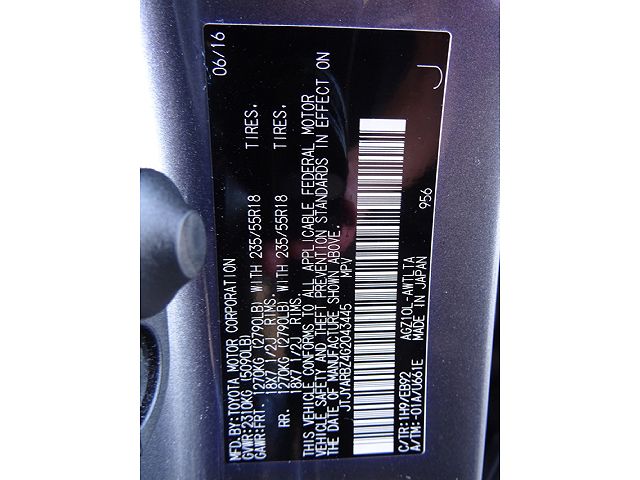 MFD.BY:TOYOTA MOTOR CORPORATION 06/16
GVWR:2310KG(5090LB)
GAWR:FRT. 1270KG(2790LB) WITH 235/55R18 TIRES,
18X7 1/2J RIMS.
RR. 1270KG(2790LB) WITH 235/55R18 TIRES,
18X7 1/2J RIMS.
THIS VEHICLE CONFORMS TO ALL APPLICABLE FEDERAL MOTOR
VEHICLE SAFETY AND THEFT PREVENTION STANDARDS IN EFFECT ON
THE DATE OF MANUFACTURE SHOWN ABOVE.
JTJYARBZ4G2043445 MPV
C/TR:1H9/EB92 AGZ10L-AWTLTA 956
A/TM:-01A/U661E MADE IN JAPAN J